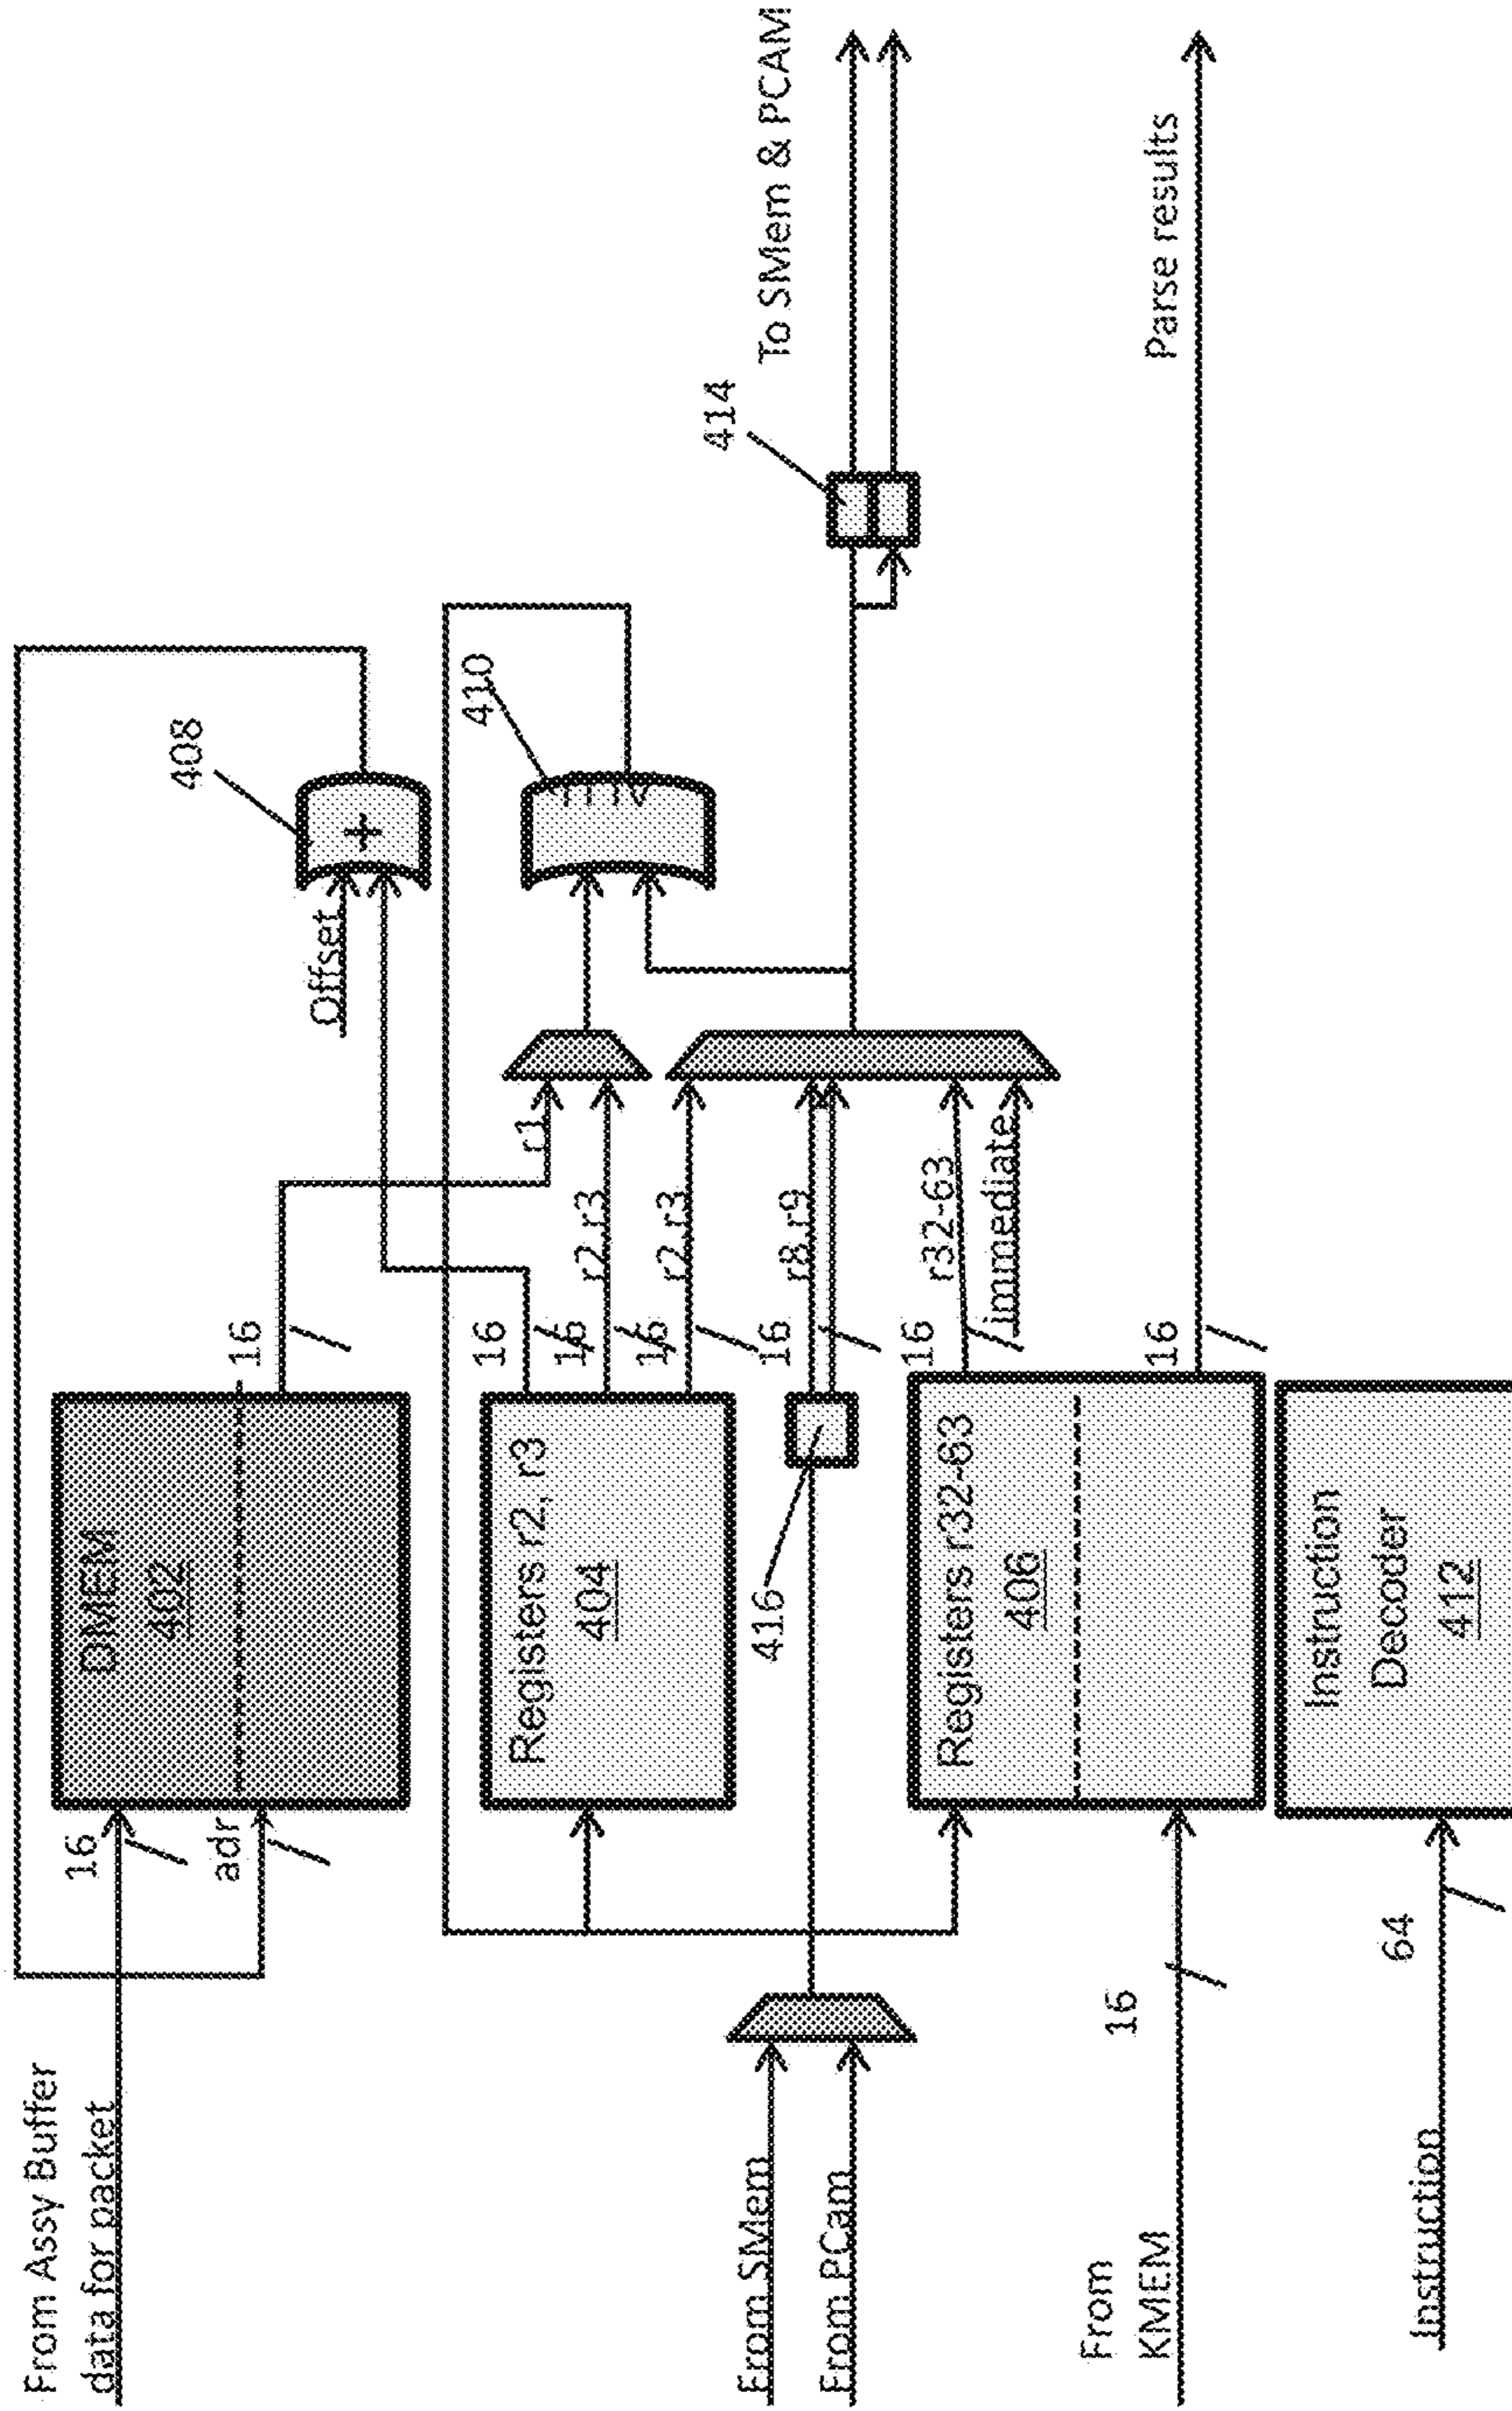 From Assy Buffer
data for packet
16
adr
DMEM
402
16
Offset
408
Registers r2, r3
404
16
16
16
r1
r2, r3
r2, r3
410
From SMem
From PCam
416
16
r8, r9
414
To SMem & PCAM
From
KMEM
16
Registers r32-63
406
16
r32-63
immediate
16
Parse results
Instruction
64
Instruction
Decoder
412